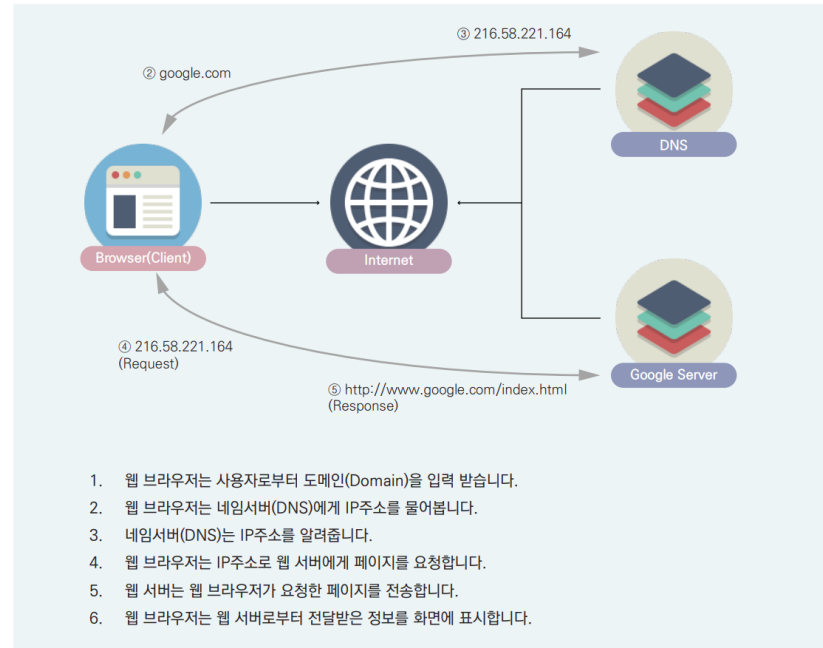 ③ 216.58.221.164
② google.com
DNS
Browser(Client)
Internet
④ 216.58.221.164
(Request)
Google Server
⑤ http://www.google.com/index.html
(Response)
1. 웹 브라우저는 사용자로부터 도메인(Domain)을 입력 받습니다.
2. 웹 브라우저는 네임서버(DNS)에게 IP주소를 물어봅니다.
3. 네임서버(DNS)는 IP주소를 알려줍니다.
4. 웹 브라우저는 IP주소로 웹 서버에게 페이지를 요청합니다.
5. 웹 서버는 웹 브라우저가 요청한 페이지를 전송합니다.
6. 웹 브라우저는 웹 서버로부터 전달받은 정보를 화면에 표시합니다.